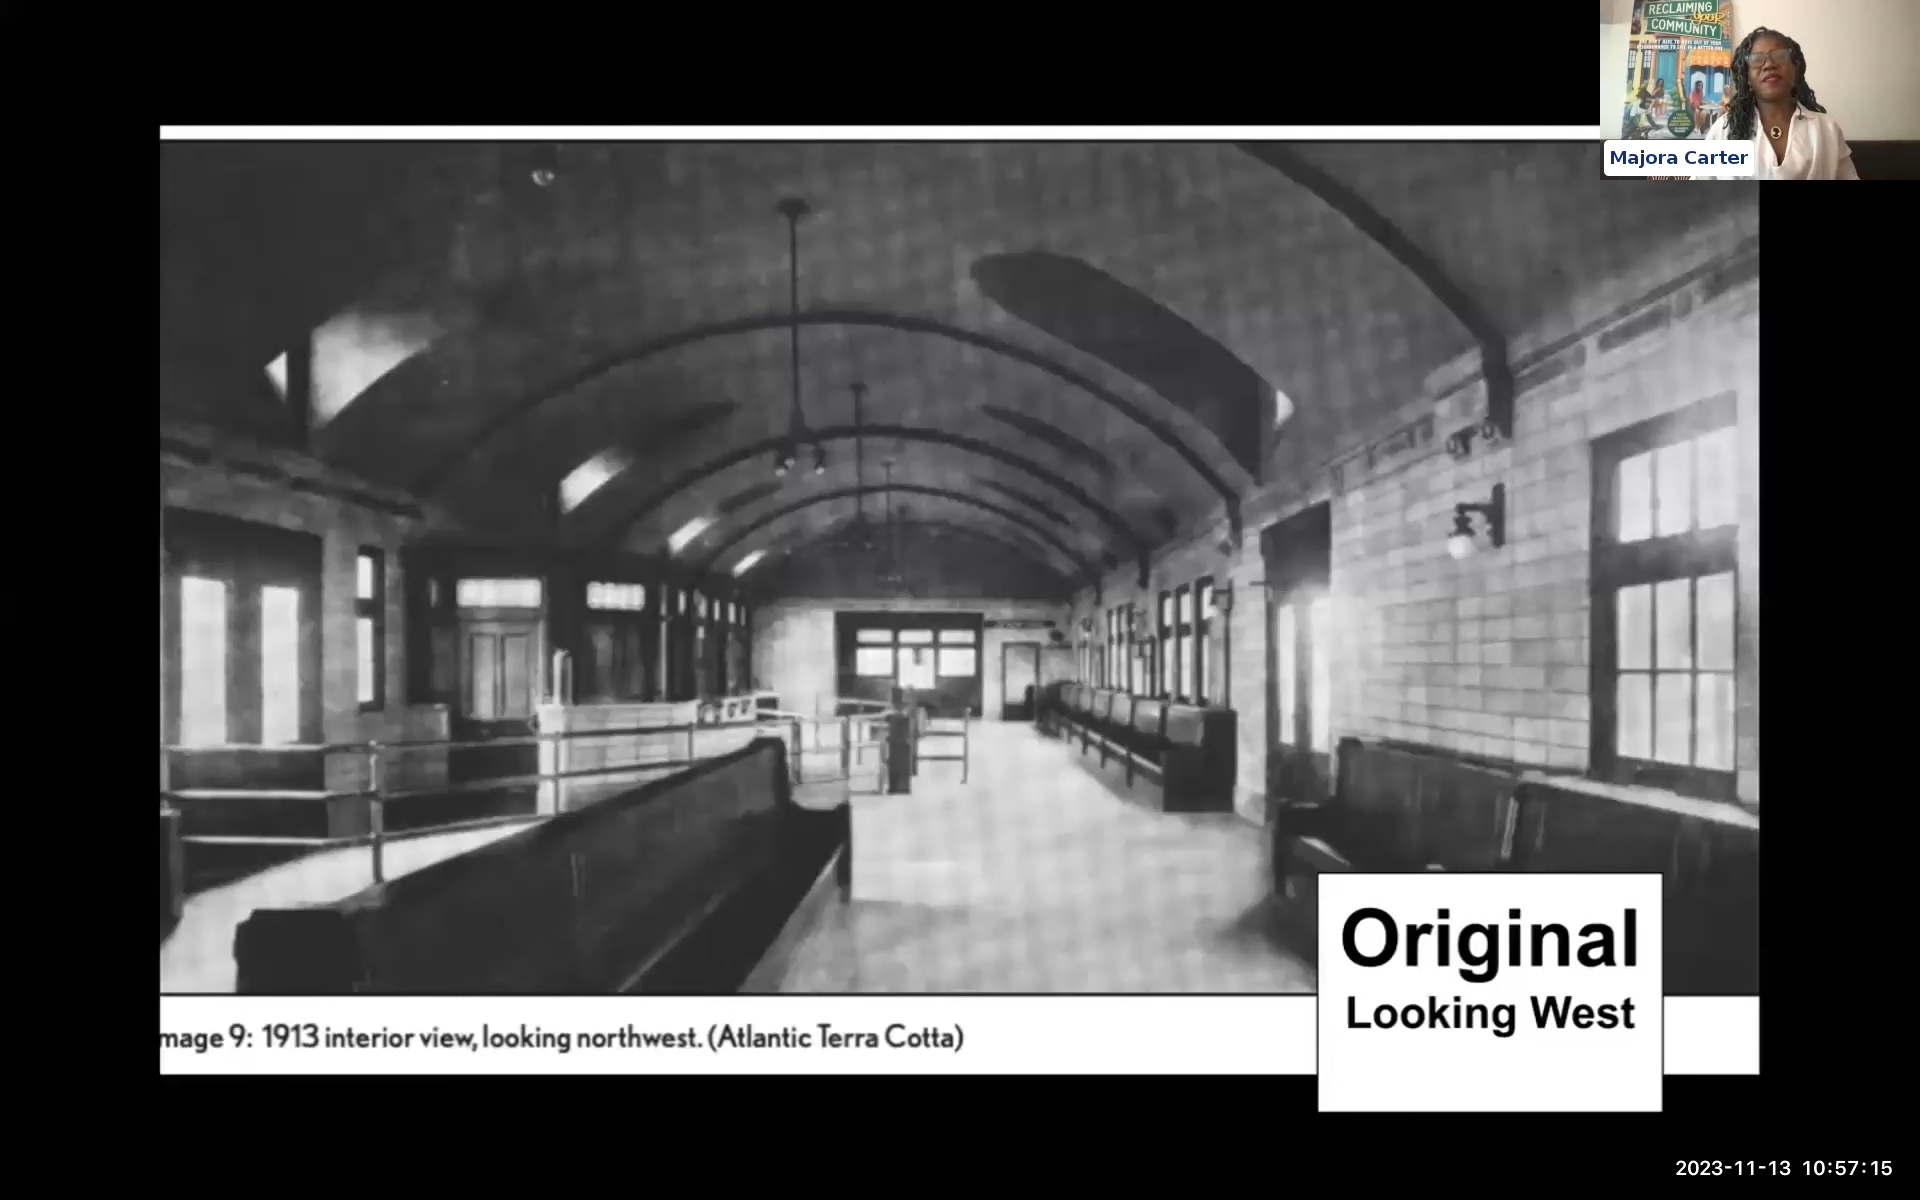 RECLAIMING
your
COMMUNITY
Majora Carter
Original
Looking West
mage 9: 1913 interior view, looking northwest. (Atlantic Terra Cotta)
2023-11-13 10:57:15